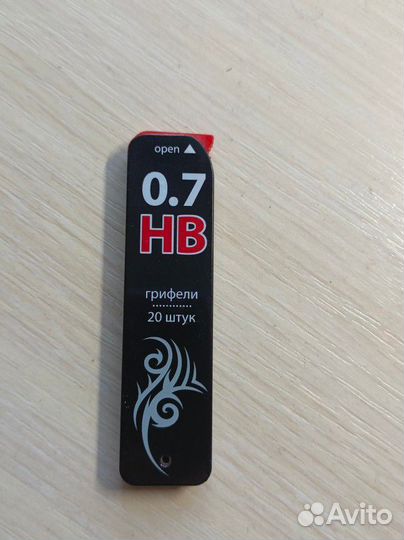 open ▲
0.7
HB
грифели
20 штук
Avito